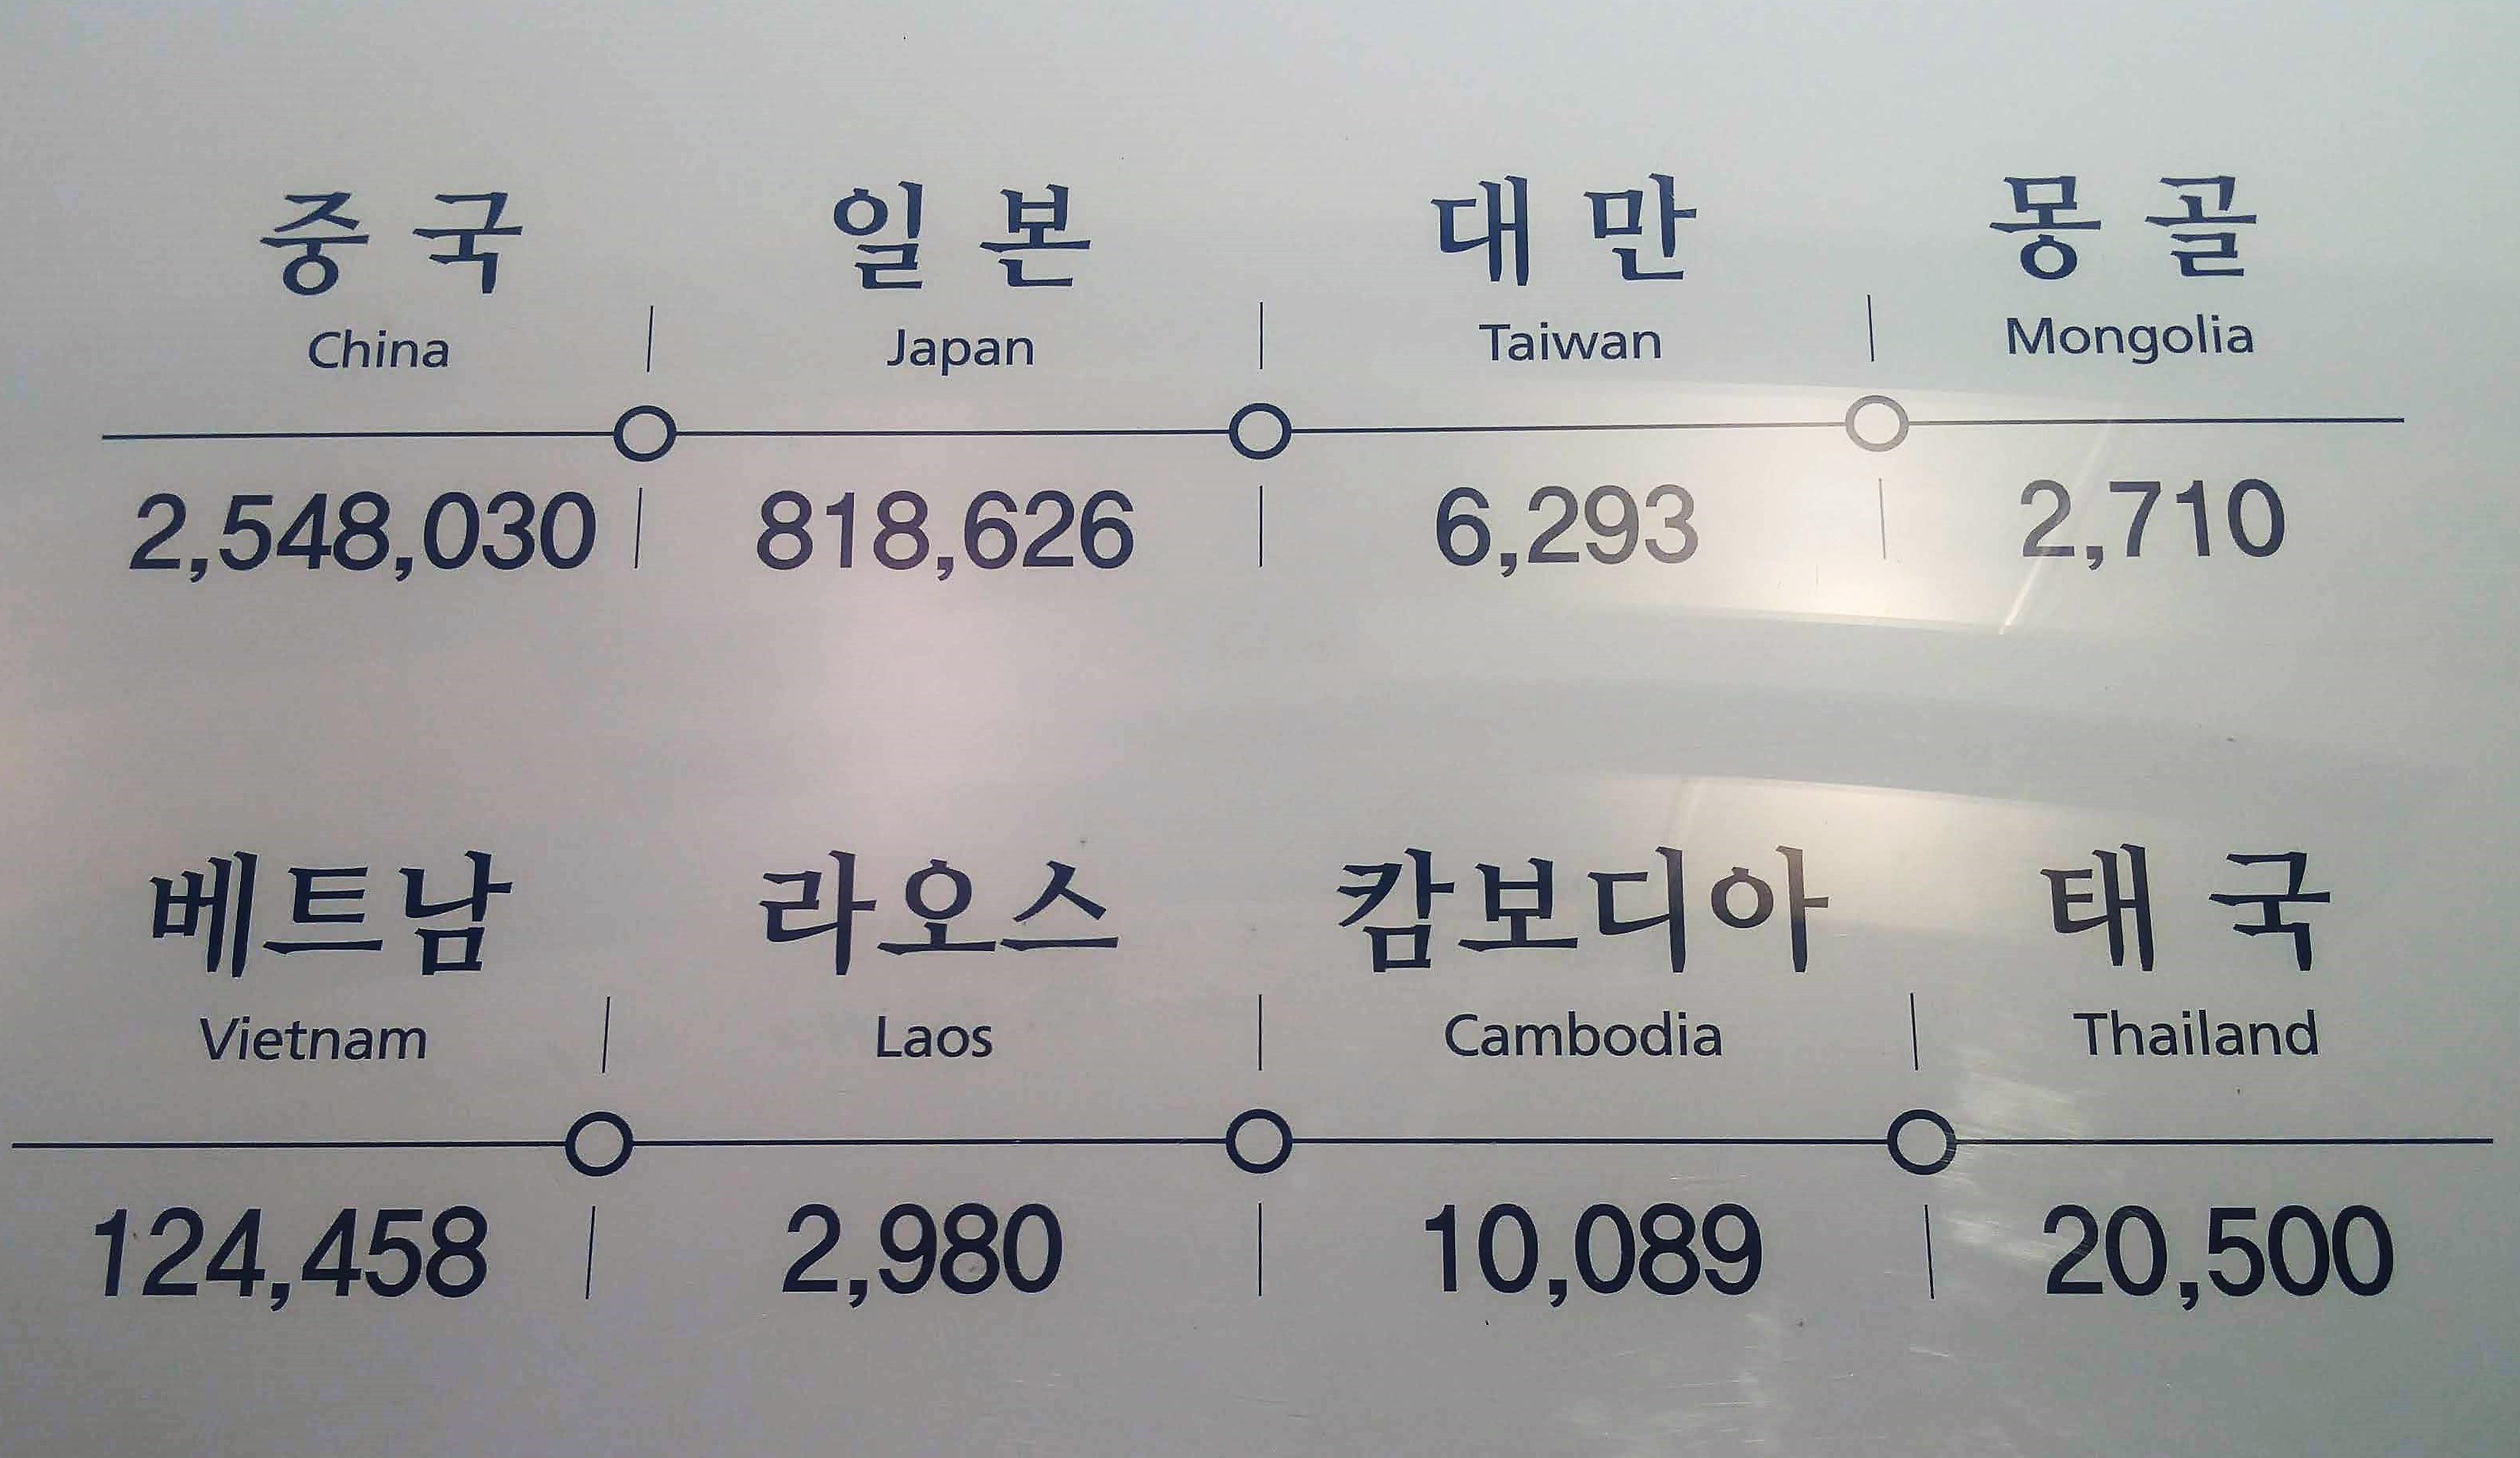 중국 일본 대만 몽골
China Japan Taiwan Mongolia
2,548,030 818,626 6,293 2,710
베트남 라오스 캄보디아 태국
Vietnam Laos Cambodia Thailand
124,458 2,980 10,089 20,500